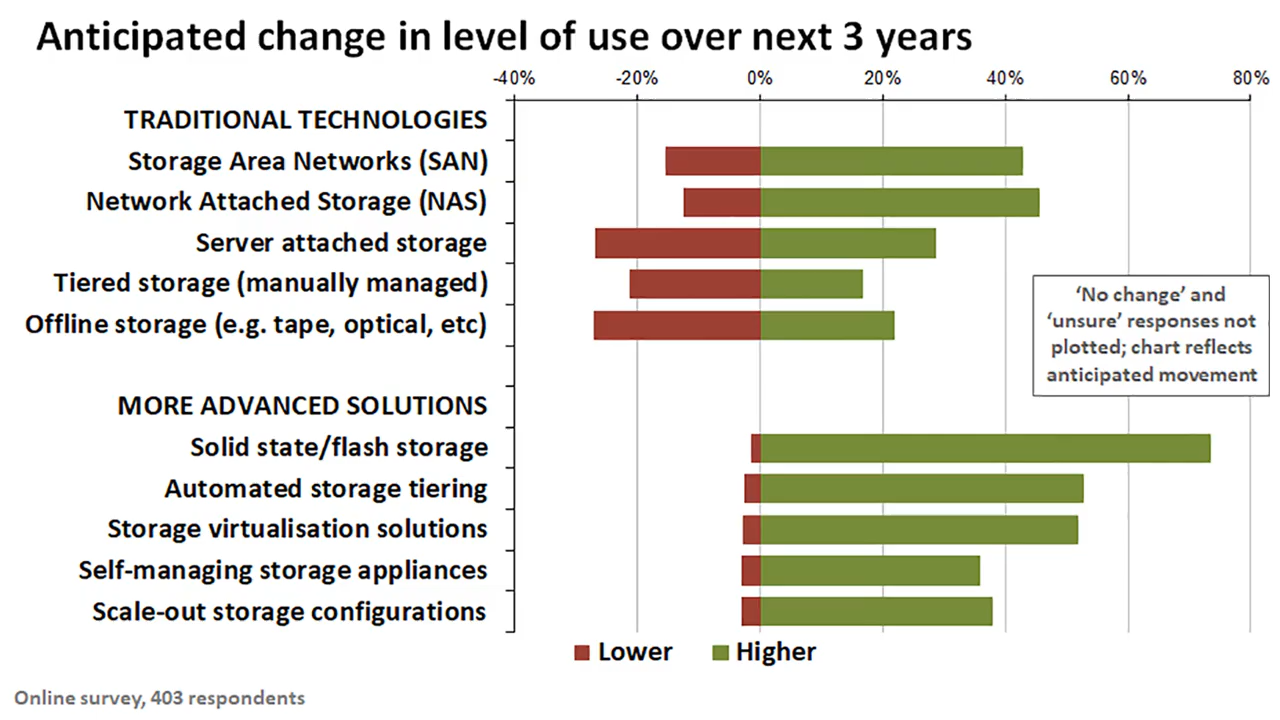 Anticipated change in level of use over next 3 years
-40% -20% 0% 20% 40% 60% 80%
TRADITIONAL TECHNOLOGIES
Storage Area Networks (SAN)
Network Attached Storage (NAS)
Server attached storage
Tiered storage (manually managed)
Offline storage (e.g. tape, optical, etc)
‘No change’ and
‘unsure’ responses not
plotted; chart reflects
anticipated movement
MORE ADVANCED SOLUTIONS
Solid state/flash storage
Automated storage tiering
Storage virtualisation solutions
Self-managing storage appliances
Scale-out storage configurations
Lower Higher
Online survey, 403 respondents